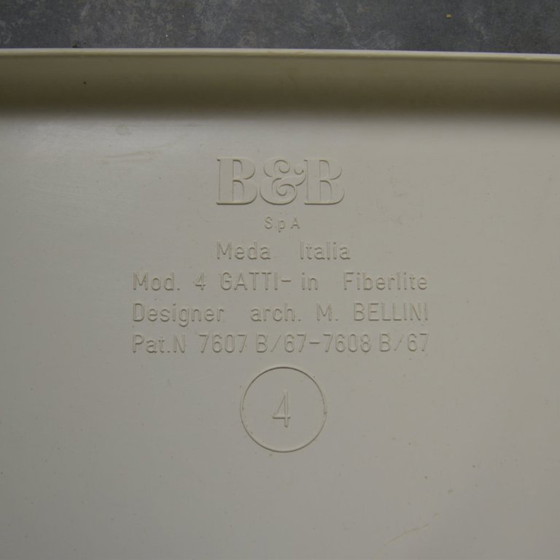 B&B
SpA
Meda Italia
Mod. 4 GATTI- in Fiberlite
Designer arch. M. BELLINI
Pat.N 7607 B/67-7608 B/67
4